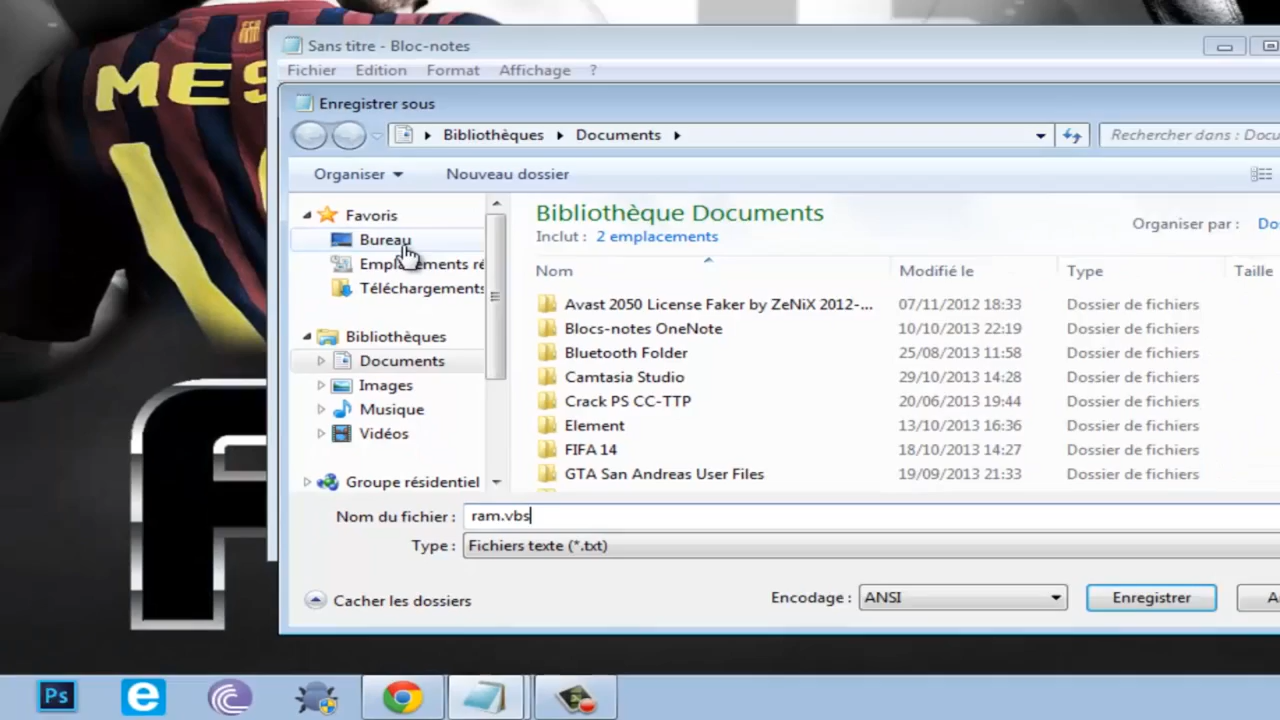 MES
Sans titre - Bloc-notes
Fichier Edition Format Affichage ?
Enregistrer sous
Bibliothèques Documents
Rechercher dans : Docu
Organiser Nouveau dossier
Favoris
Bureau
Emplacements ré
Téléchargements
Bibliothèques
Documents
Images
Musique
Vidéos
Groupe résidentiel
Bibliothèque Documents
Inclut : 2 emplacements
Organiser par : Do
Nom Modifié le Type Taille
Avast 2050 License Faker by ZeNiX 2012-... 07/11/2012 18:33 Dossier de fichiers
Blocs-notes OneNote 10/10/2013 22:19 Dossier de fichiers
Bluetooth Folder 25/08/2013 11:58 Dossier de fichiers
Camtasia Studio 29/10/2013 14:28 Dossier de fichiers
Crack PS CC-TTP 20/06/2013 19:44 Dossier de fichiers
Element 13/10/2013 16:36 Dossier de fichiers
FIFA 14 18/10/2013 14:27 Dossier de fichiers
GTA San Andreas User Files 19/09/2013 21:33 Dossier de fichiers
Nom du fichier : ram.vbs
Type : Fichiers texte (*.txt)
Cacher les dossiers
Encodage : ANSI
Enregistrer
Ps